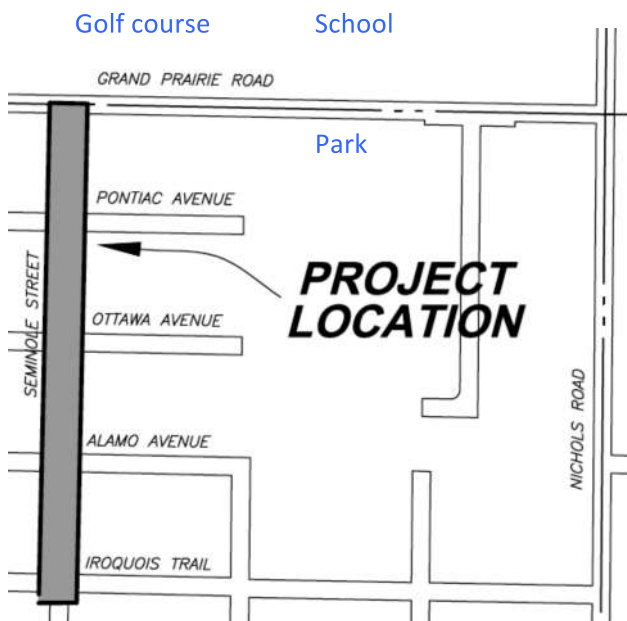 Golf course
School
GRAND PRAIRIE ROAD
Park
PONTIAC AVENUE
PROJECT
LOCATION
SEMINOLE STREET
OTTAWA AVENUE
NICHOLS ROAD
ALAMO AVENUE
IROQUOIS TRAIL